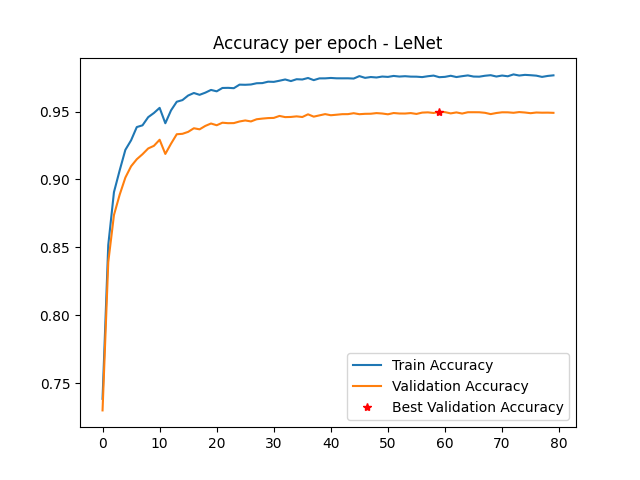 Accuracy per epoch - LeNet
0.95
0.90
0.85
0.80
0.75
Train Accuracy
Validation Accuracy
Best Validation Accuracy
0 10 20 30 40 50 60 70 80